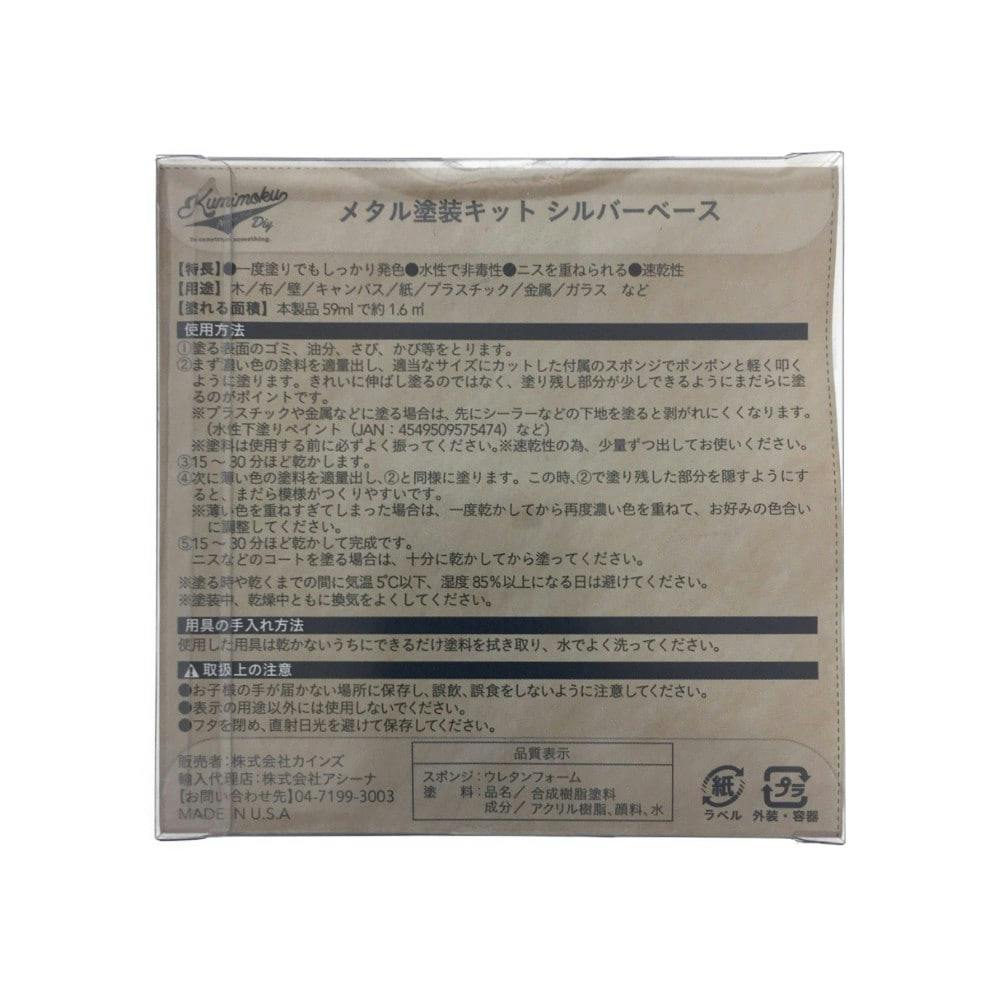 Kumimoku
Diy
メタル塗装キット シルバーベース
【特長】●一度塗りでもしっかり発色●水性で非毒性●ニスを重ねられる●速乾性
【用途】木／布／壁／キャンバス／紙／プラスチック／金属／ガラス など
【塗れる面積】本製品 59ml で約 1.6 ㎡
使用方法
①塗る表面のゴミ、油分、さび、かび等をとります。
②まず濃い色の塗料を適量出し、適当なサイズにカットした付属のスポンジでポンポンと軽く叩く
ように塗ります。きれいに伸ばし塗るのではなく、塗り残し部分が少しできるようにまだらに塗
るのがポイントです。
※プラスチックや金属などに塗る場合は、先にシーラーなどの下地を塗ると剥がれにくくなります。
（水性下塗りペイント（JAN：4549509575474）など）
※塗料は使用する前に必ずよく振ってください。※速乾性の為、少量ずつ出してお使いください。
③15～30分ほど乾かします。
④次に薄い色の塗料を適量出し、②と同様に塗ります。この時、②で塗り残した部分を隠すようにす
ると、まだら模様がつくりやすいです。
※薄い色を重ねすぎてしまった場合は、一度乾かしてから再度濃い色を重ねて、お好みの色合い
に調整してください。
⑤15～30分ほど乾かして完成です。
ニスなどのコートを塗る場合は、十分に乾かしてから塗ってください。
※塗る時や乾くまでの間に気温 5℃以下、湿度 85％以上になる日は避けてください。
※塗装中、乾燥中ともに換気をよくしてください。
用具の手入れ方法
使用した用具は乾かないうちにできるだけ塗料を拭き取り、水でよく洗ってください。
取扱上の注意
●お子様の手が届かない場所に保存し、誤飲、誤食をしないように注意してください。
●表示の用途以外には使用しないでください。
●フタを閉め、直射日光を避けて保存してください。
販売者：株式会社カインズ
輸入代理店：株式会社アシーナ
【お問い合わせ先】04-7199-3003
MADE IN U.S.A
品質表示
スポンジ：ウレタンフォーム
塗 料：品名／合成樹脂塗料
成分／アクリル樹脂、顔料、水
紙
ラベル
プラ
外装・容器